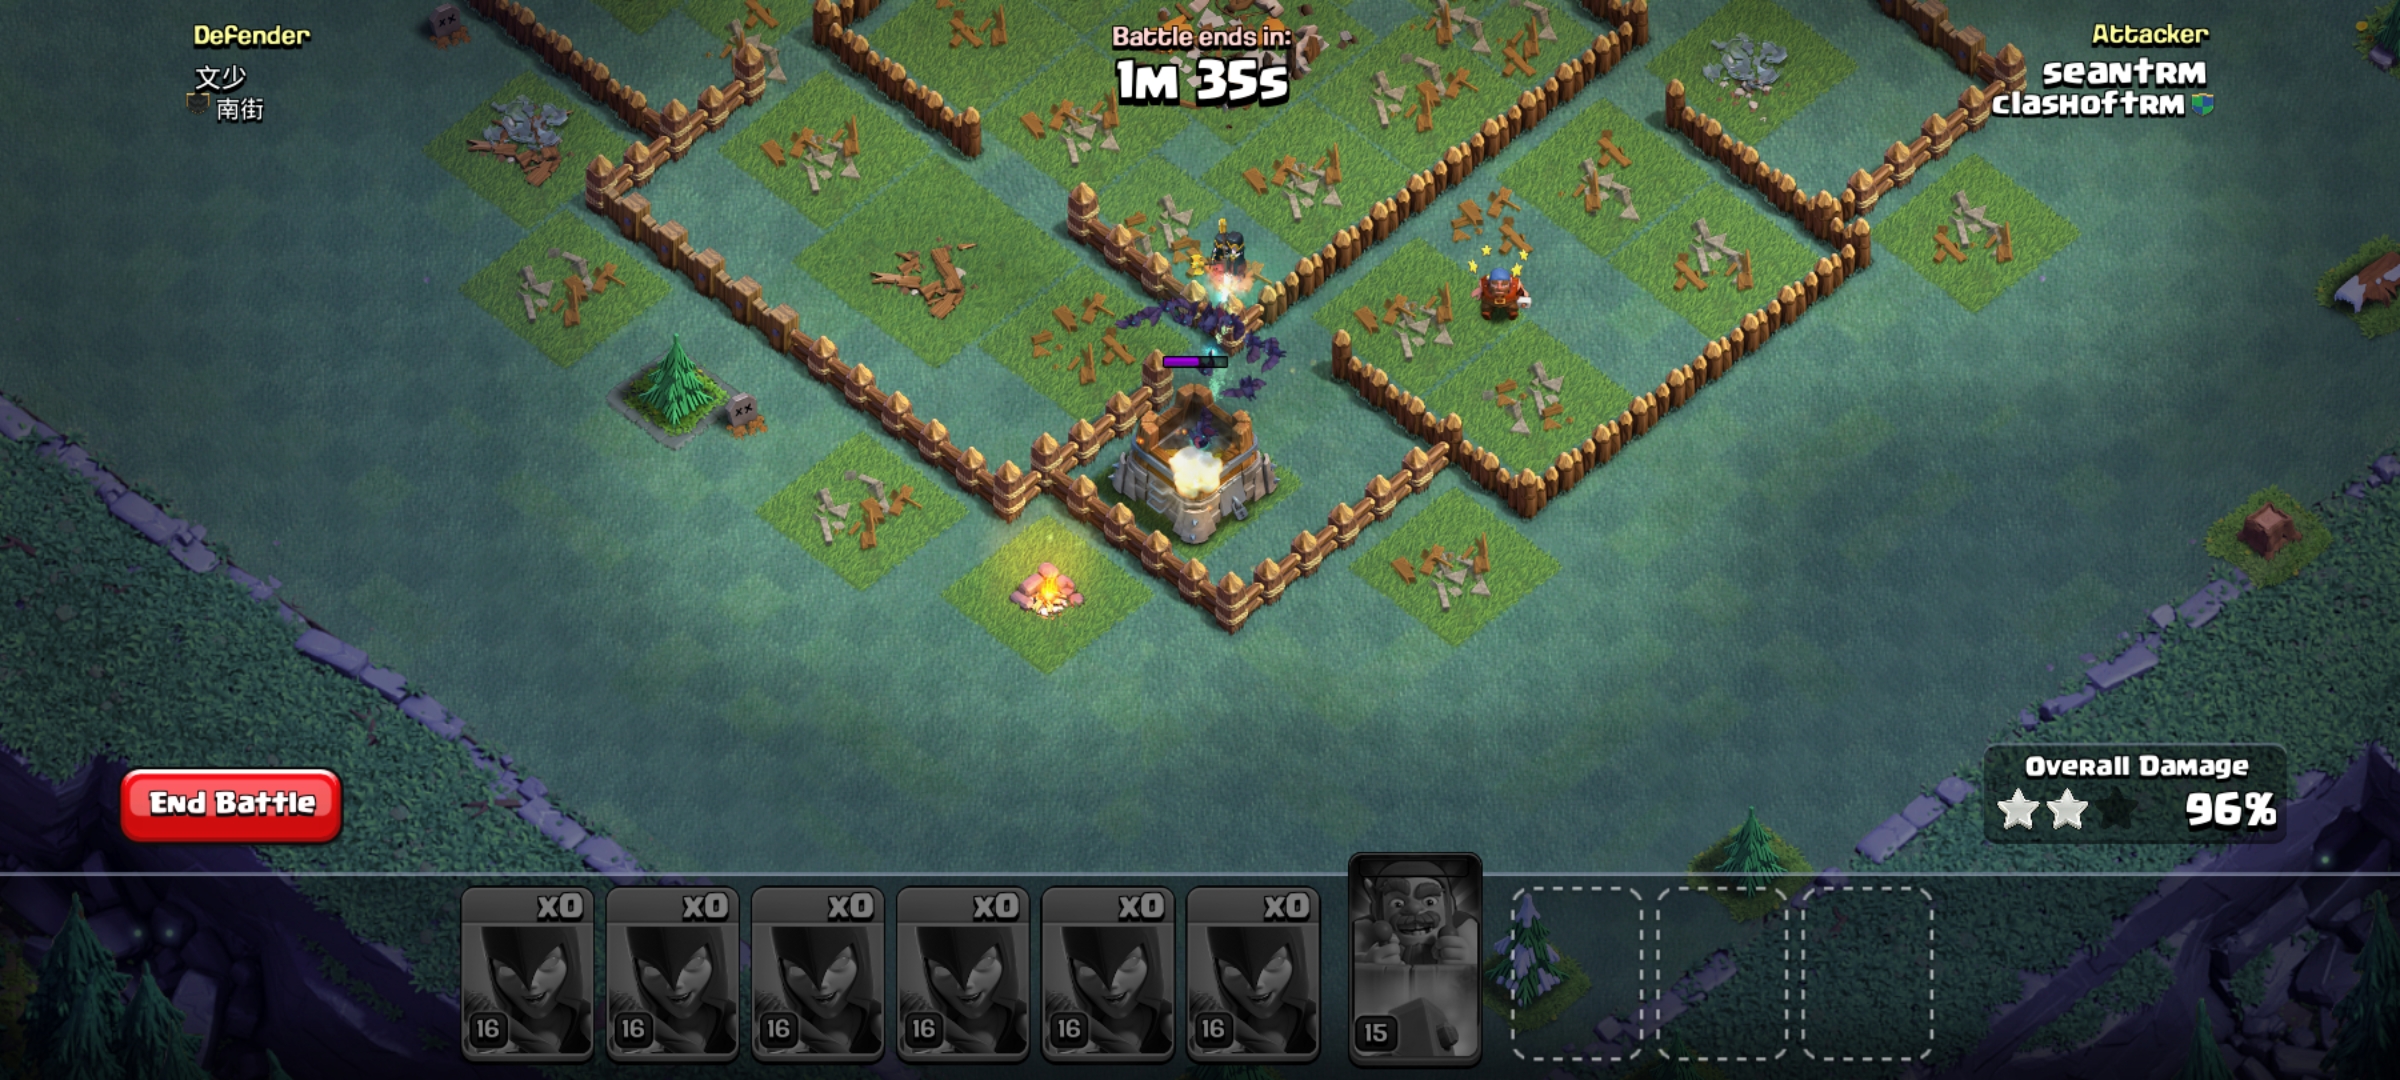 Defender
文少
南街
Battle ends in:
1M 35s
Attacker
seantRM
clashoftRM
End Battle
Overall Damage
96%
x0
x0
x0
x0
x0
x0
16
16
16
16
16
16
15